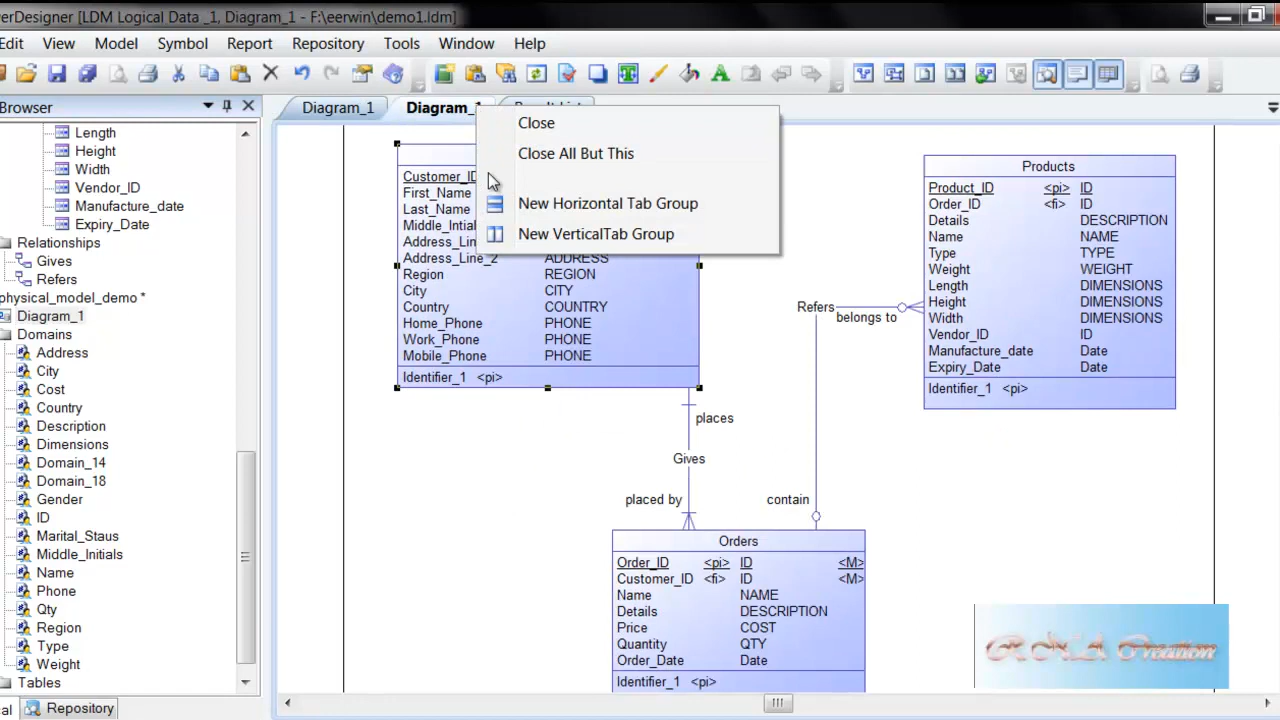 erDesigner [LDM Logical Data _1, Diagram_1 - F:\eerwin\demo1.ldm]
Edit View Model Symbol Report Repository Tools Window Help
Browser
Diagram_1 Diagram_1
Length
Height
Width
Vendor_ID
Manufacture_date
Expiry_Date
Relationships
Gives
Refers
physical_model_demo *
Diagram_1
Domains
Address
City
Cost
Country
Description
Dimensions
Domain_14
Domain_18
Gender
ID
Marital_Staus
Middle_Initials
Name
Phone
Qty
Region
Type
Weight
Tables
cal Repository
Close
Close All But This
New Horizontal Tab Group
New VerticalTab Group
Customer_ID
First_Name
Last_Name
Middle_Intial
Address_Lin
Address_Line_2 ADDRESS
Region REGION
City CITY
Country COUNTRY
Home_Phone PHONE
Work_Phone PHONE
Mobile_Phone PHONE
Identifier_1 <pi>
places
Gives
placed by
Refers
belongs to
contain
Products
Product_ID <pi> ID
Order_ID <fi> ID
Details DESCRIPTION
Name NAME
Type TYPE
Weight WEIGHT
Length DIMENSIONS
Height DIMENSIONS
Width DIMENSIONS
Vendor_ID ID
Manufacture_date Date
Expiry_Date Date
Identifier_1 <pi>
Orders
Order_ID <pi> ID <M>
Customer_ID <fi> ID <M>
Name NAME
Details DESCRIPTION
Price COST
Quantity QTY
Order_Date Date
Identifier_1 <pi>
Creation